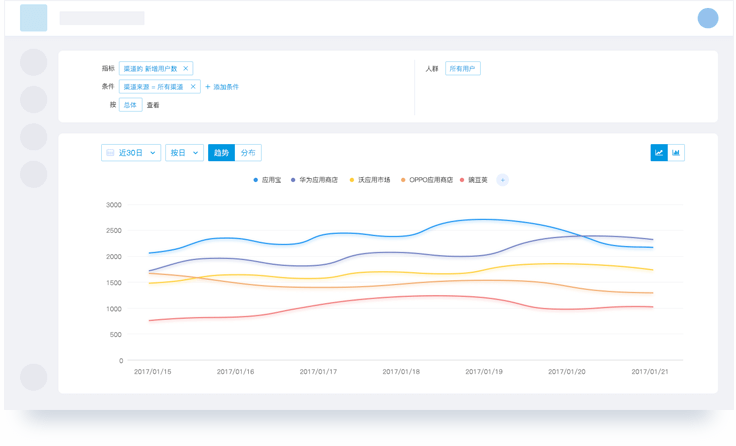 指标 渠道的 新增用户数 ×
人群 所有用户
条件 渠道来源 = 所有渠道 × + 添加条件
按 总体 查看
近30日 按日 趋势 分布
应用宝 华为应用商店 沃应用市场 OPPO应用商店 豌豆荚 +
3000
2500
2000
1500
1000
500
0
2017/01/15 2017/01/16 2017/01/17 2017/01/18 2017/01/19 2017/01/20 2017/01/21